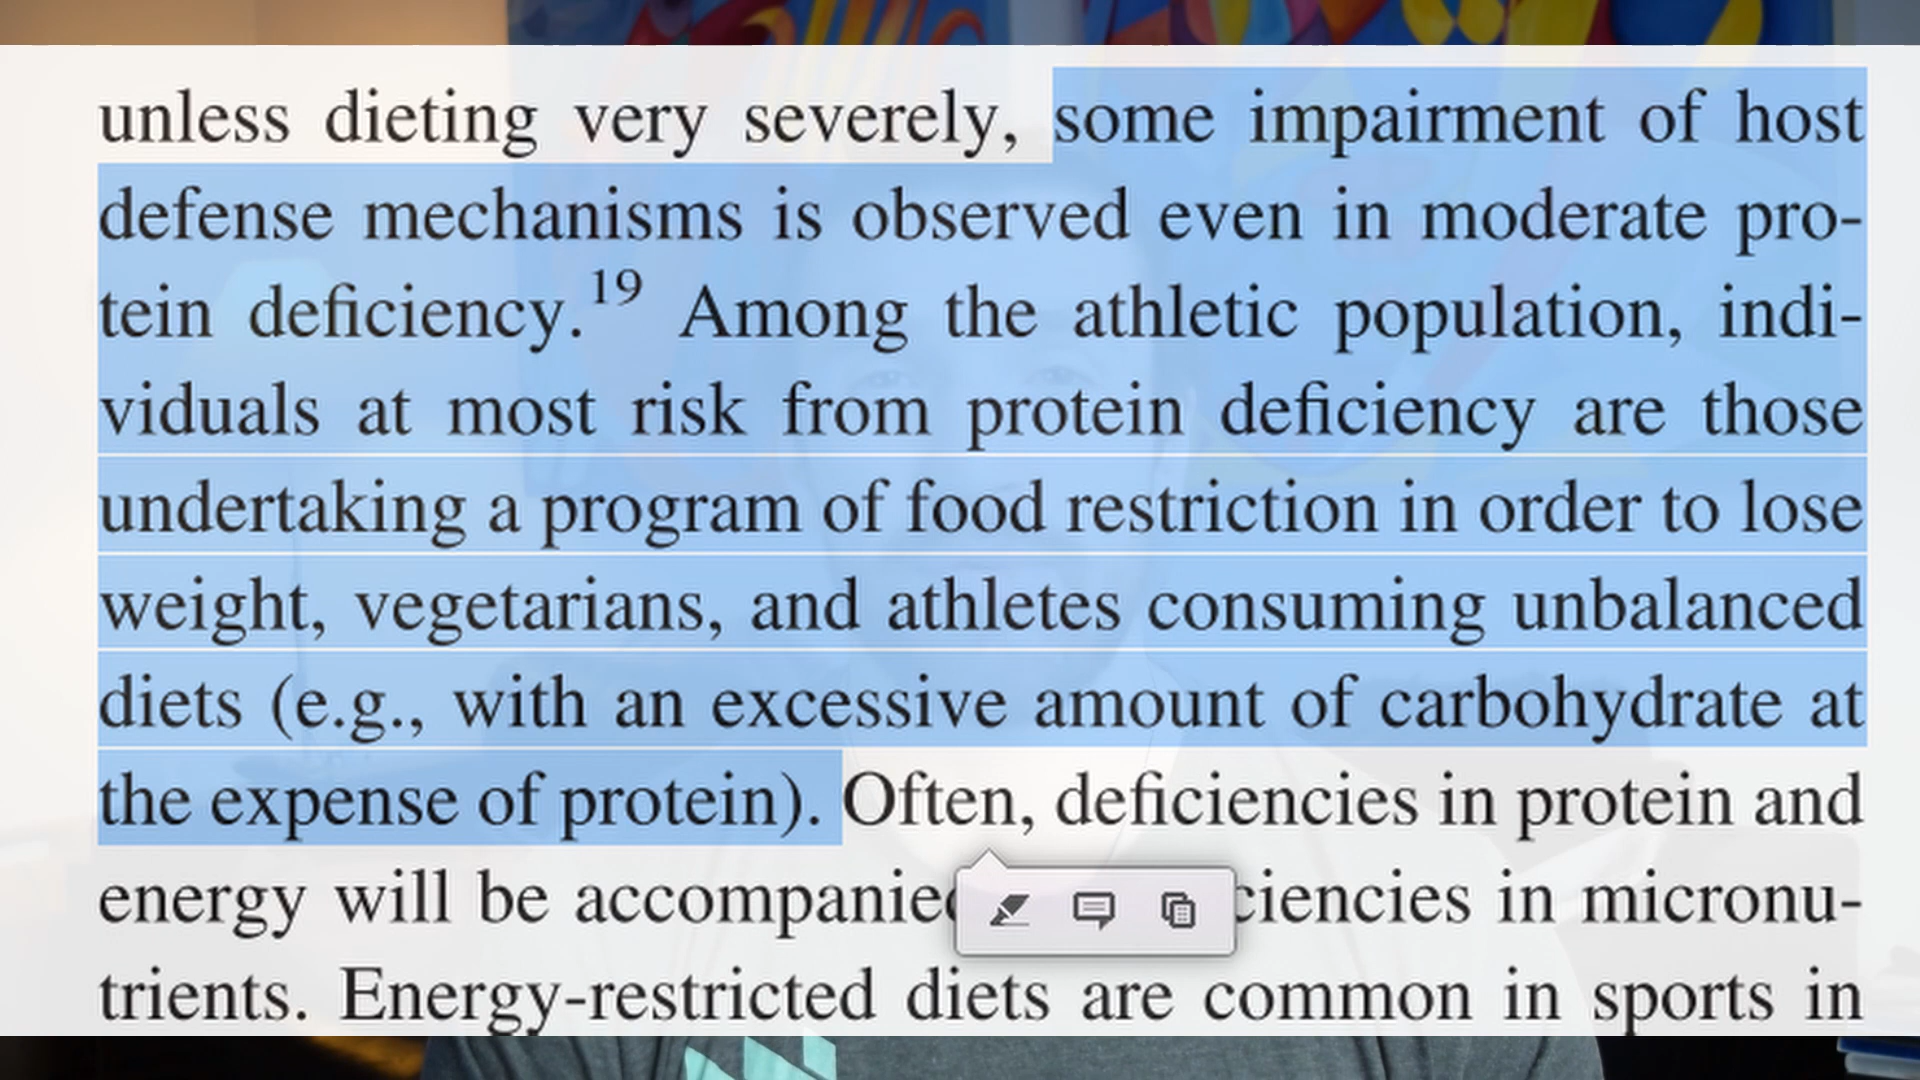 unless dieting very severely, some impairment of host
defense mechanisms is observed even in moderate pro-
tein deficiency.19 Among the athletic population, indi-
viduals at most risk from protein deficiency are those
undertaking a program of food restriction in order to lose
weight, vegetarians, and athletes consuming unbalanced
diets (e.g., with an excessive amount of carbohydrate at
the expense of protein). Often, deficiencies in protein and
energy will be ciencies in micronu-
trients. Energy-restricted diets are common in sports in